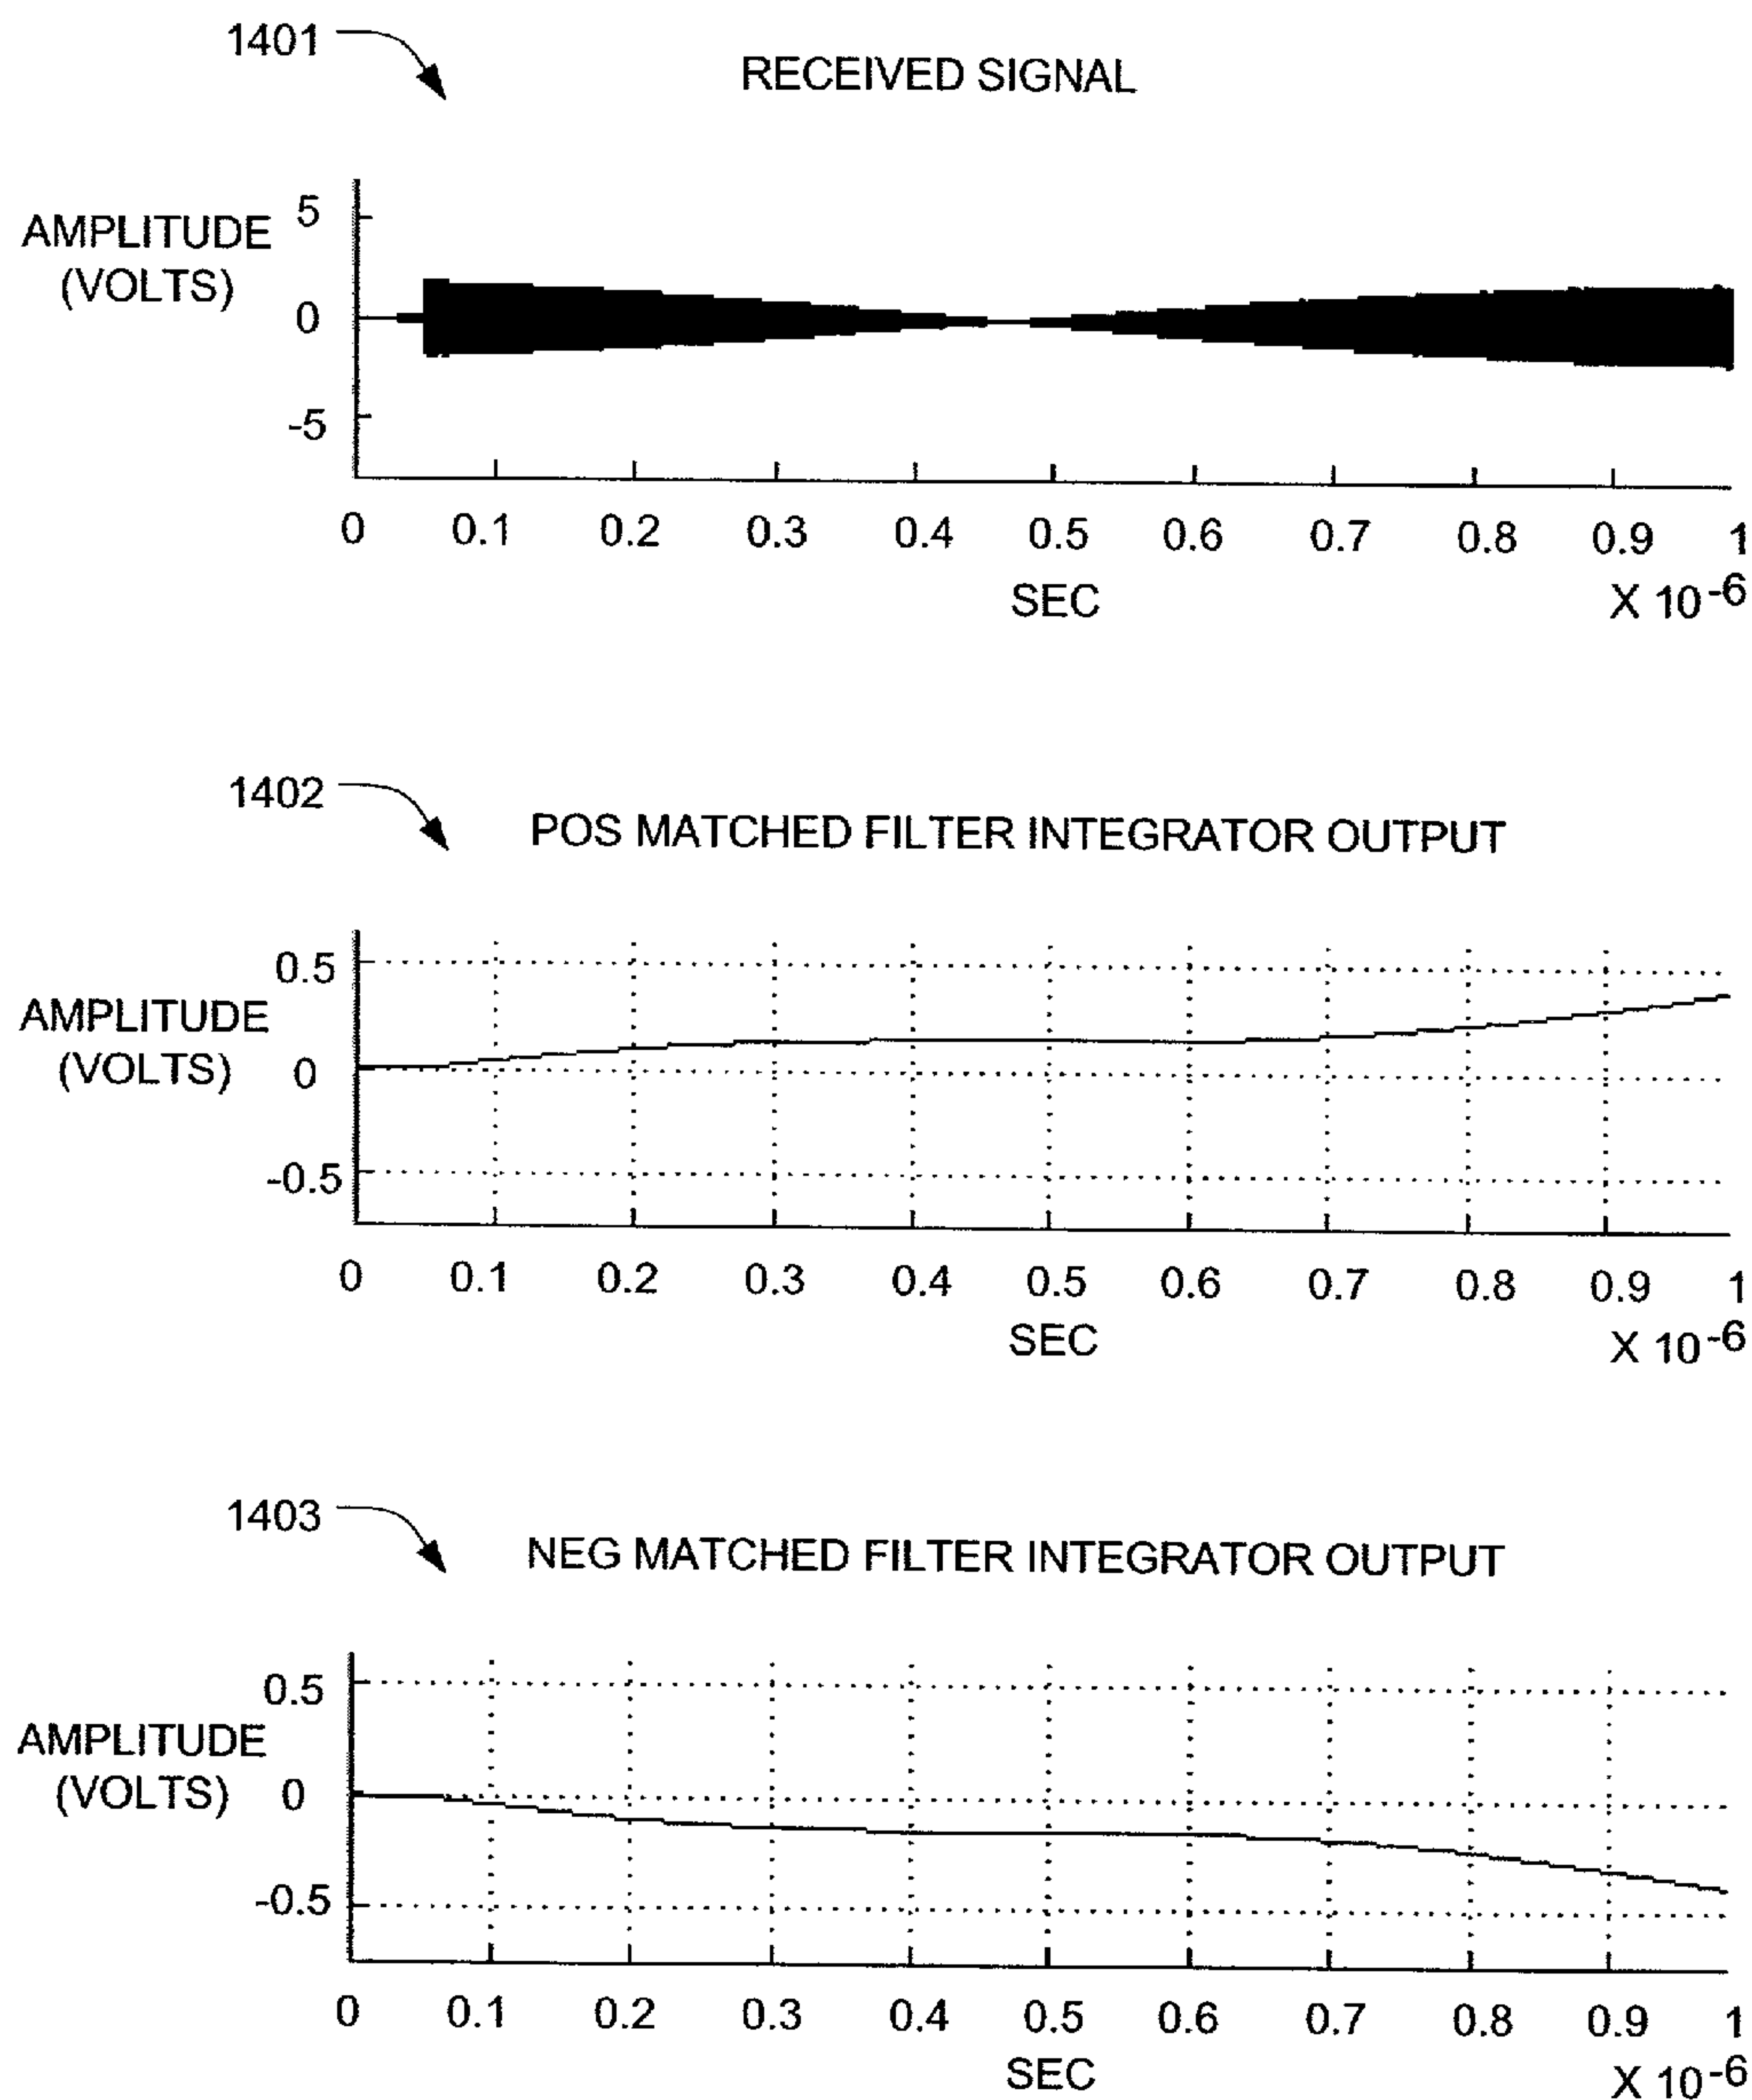 1401
RECEIVED SIGNAL
AMPLITUDE
(VOLTS)
5
0
-5
0 0.1 0.2 0.3 0.4 0.5 0.6 0.7 0.8 0.9 1
SEC
X 10-6
1402
POS MATCHED FILTER INTEGRATOR OUTPUT
AMPLITUDE
(VOLTS)
0.5
0
-0.5
0 0.1 0.2 0.3 0.4 0.5 0.6 0.7 0.8 0.9 1
SEC
X 10-6
1403
NEG MATCHED FILTER INTEGRATOR OUTPUT
AMPLITUDE
(VOLTS)
0.5
0
-0.5
0 0.1 0.2 0.3 0.4 0.5 0.6 0.7 0.8 0.9 1
SEC
X 10-6